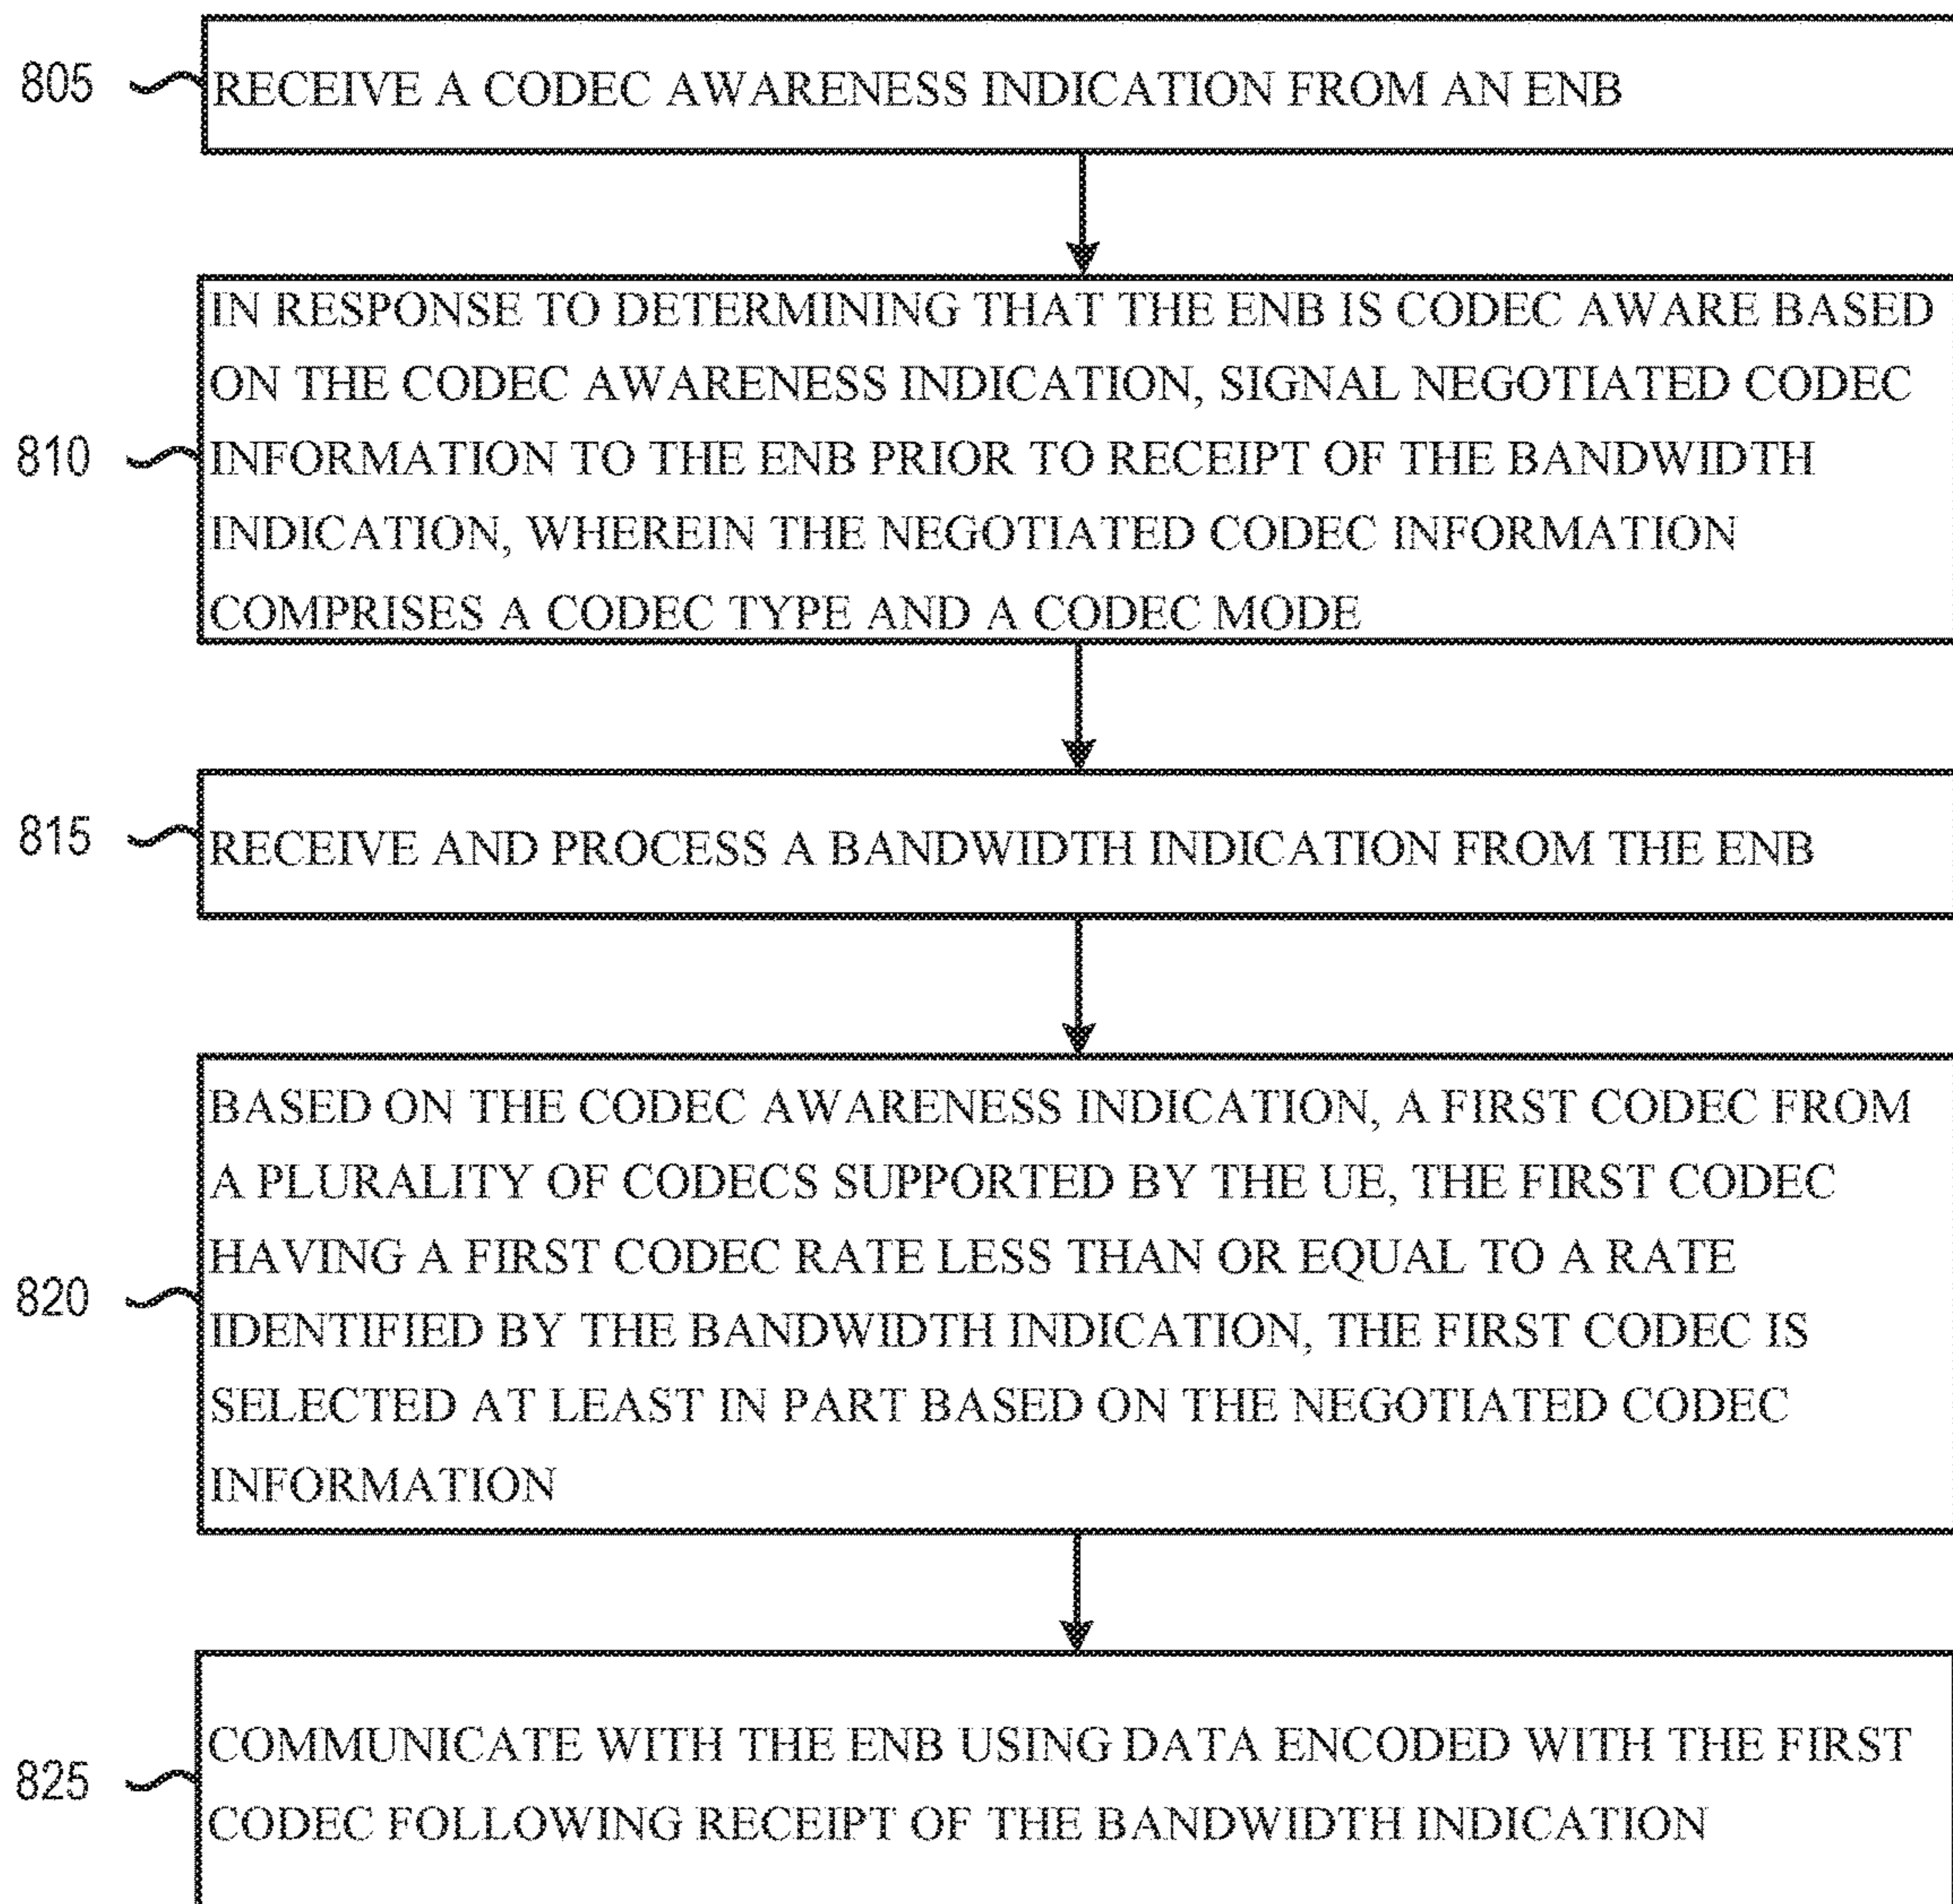 805
RECEIVE A CODEC AWARENESS INDICATION FROM AN ENB
810
IN RESPONSE TO DETERMINING THAT THE ENB IS CODEC AWARE BASED
ON THE CODEC AWARENESS INDICATION, SIGNAL NEGOTIATED CODEC
INFORMATION TO THE ENB PRIOR TO RECEIPT OF THE BANDWIDTH
INDICATION, WHEREIN THE NEGOTIATED CODEC INFORMATION
COMPRISES A CODEC TYPE AND A CODEC MODE
815
RECEIVE AND PROCESS A BANDWIDTH INDICATION FROM THE ENB
820
BASED ON THE CODEC AWARENESS INDICATION, A FIRST CODEC FROM
A PLURALITY OF CODECS SUPPORTED BY THE UE, THE FIRST CODEC
HAVING A FIRST CODEC RATE LESS THAN OR EQUAL TO A RATE
IDENTIFIED BY THE BANDWIDTH INDICATION, THE FIRST CODEC IS
SELECTED AT LEAST IN PART BASED ON THE NEGOTIATED CODEC
INFORMATION
825
COMMUNICATE WITH THE ENB USING DATA ENCODED WITH THE FIRST
CODEC FOLLOWING RECEIPT OF THE BANDWIDTH INDICATION